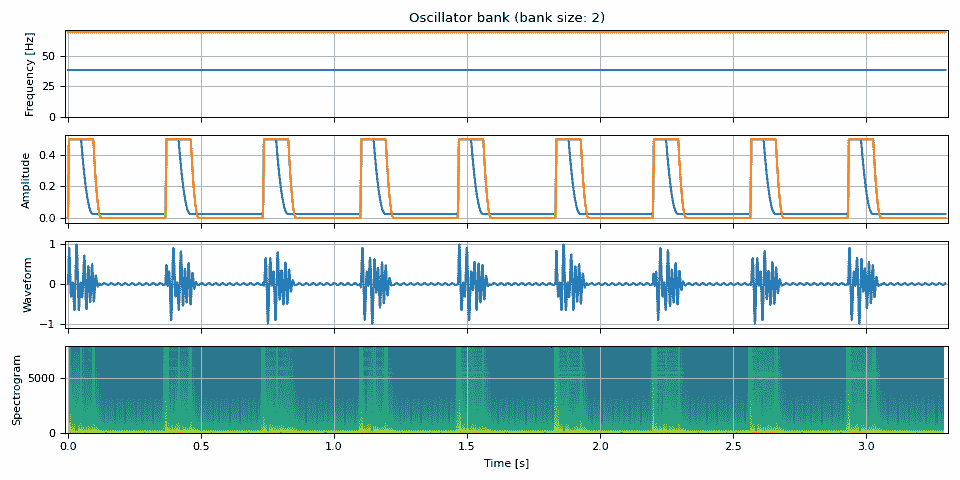 Oscillator bank (bank size: 2)
Frequency [Hz]
50
25
0
Amplitude
0.4
0.2
0.0
Waveform
1
0
−1
Spectrogram
5000
0
0.0 0.5 1.0 1.5 2.0 2.5 3.0
Time [s]